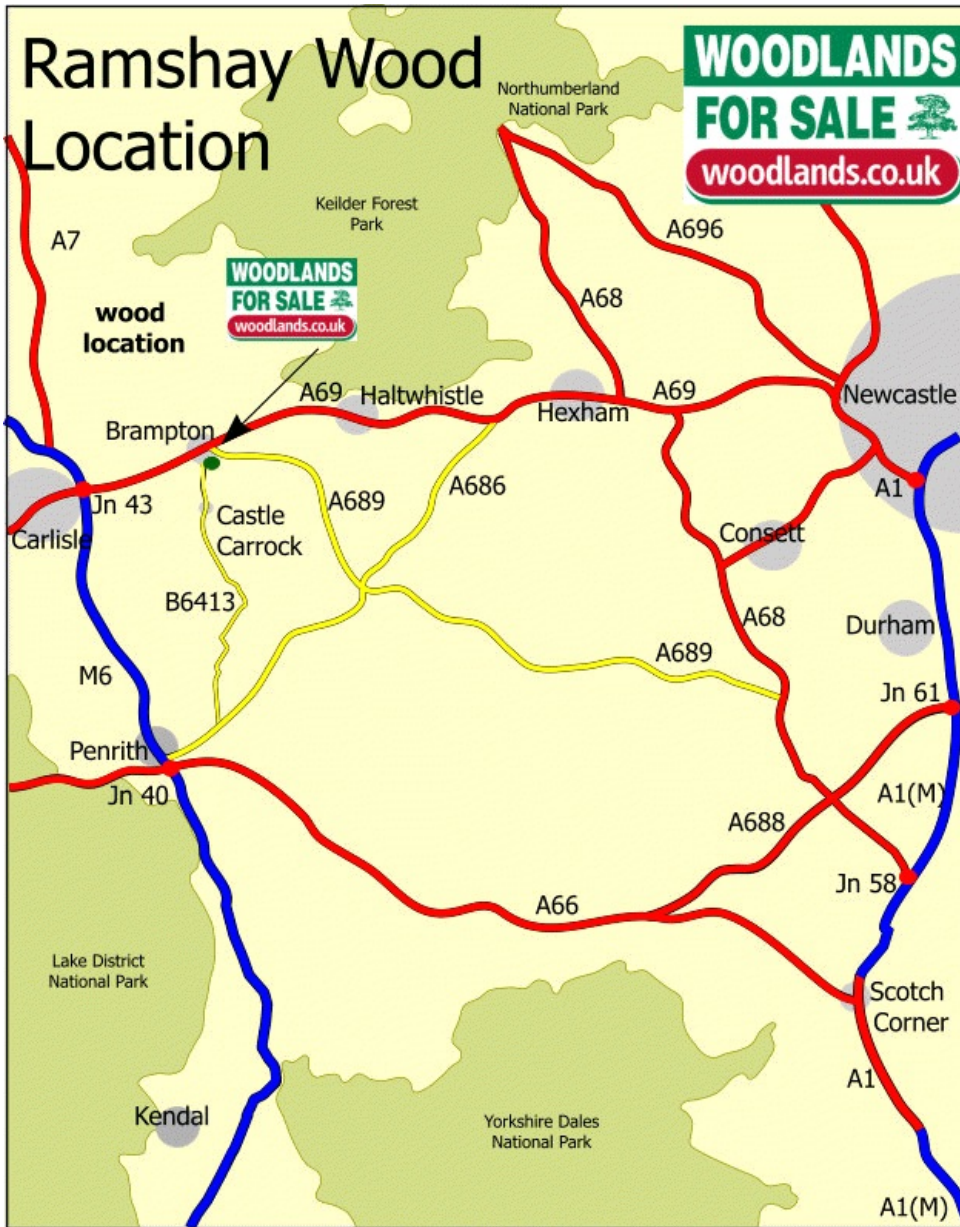 Ramshay Wood
Location
WOODLANDS
FOR SALE
woodlands.co.uk
Northumberland
National Park
Keilder Forest
Park
A7
A696
WOODLANDS
FOR SALE
woodlands.co.uk
A68
wood
location
A69
Haltwhistle
A69
Hexham
Newcastle
Brampton
Jn 43
A689
A686
A1
Carlisle
Castle
Carrock
Consett
B6413
A68
Durham
M6
A689
Jn 61
Penrith
Jn 40
A688
A1(M)
Jn 58
A66
Lake District
National Park
Scotch
Corner
A1
Kendal
Yorkshire Dales
National Park
A1(M)